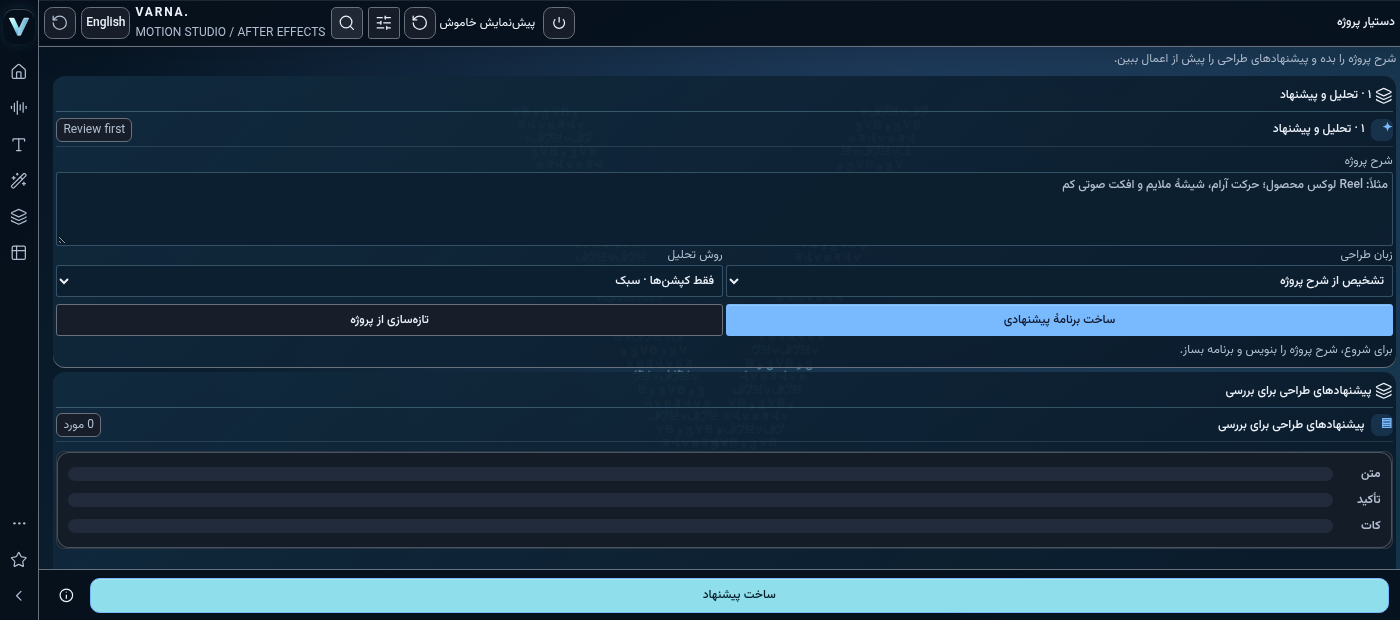 دستیار پروژه
پیش‌نمایش خاموش
VARNA.
MOTION STUDIO / AFTER EFFECTS
English
شرح پروژه را بده و پیشنهادهای طراحی را پیش از اعمال ببین.
۱ · تحلیل و پیشنهاد
۱ · تحلیل و پیشنهاد
Review first
شرح پروژه
مثلاً: Reel لوکس محصول؛ حرکت آرام، شیشهٔ ملایم و افکت صوتی کم
زبان طراحی
روش تحلیل
تشخیص از شرح پروژه
فقط کپشن‌ها · سبک
ساخت برنامهٔ پیشنهادی
تازه‌سازی از پروژه
برای شروع، شرح پروژه را بنویس و برنامه بساز.
پیشنهادهای طراحی برای بررسی
پیشنهادهای طراحی برای بررسی
0 مورد
متن
تأکید
کات
ساخت پیشنهاد